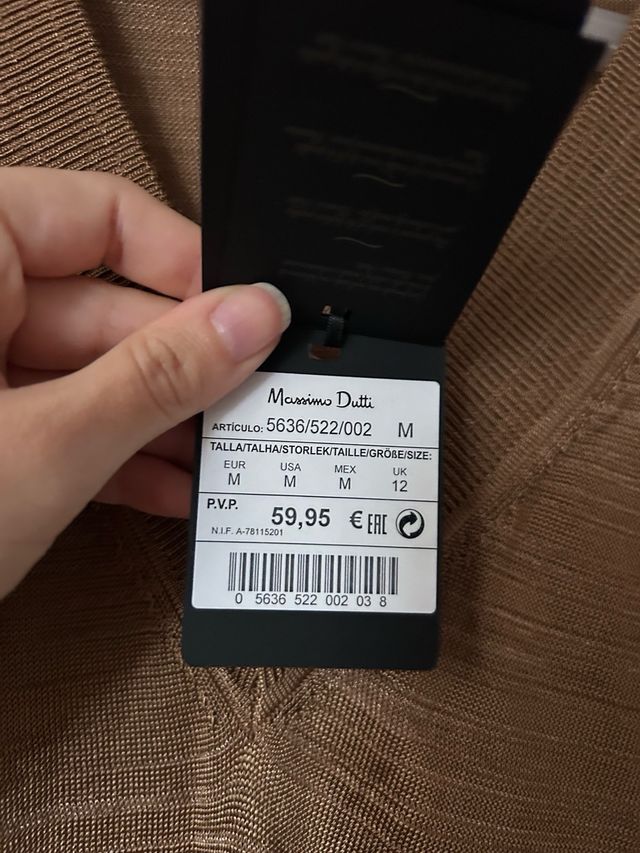 Massimo Dutti
ARTÍCULO: 5636/522/002 M
TALLA/TALHA/STORLEK/TAILLE/GRÖßE/SIZE:
EUR USA MEX UK
M M M 12
P.V.P. 59,95 € EAC
N.I.F. A-78115201
0 5636 522 002 03 8